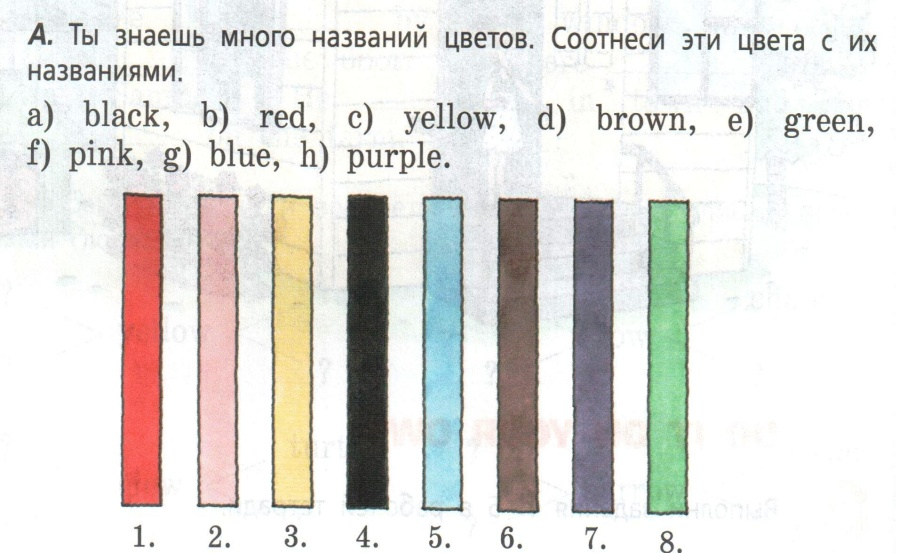 А. Ты знаешь много названий цветов. Соотнеси эти цвета с их
названиями.
a) black, b) red, c) yellow, d) brown, e) green,
f) pink, g) blue, h) purple.
1. 2. 3. 4. 5. 6. 7. 8.